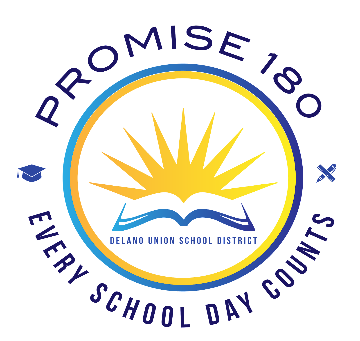 PROMISE 180
DELANO UNION SCHOOL DISTRICT
EVERY SCHOOL DAY COUNTS